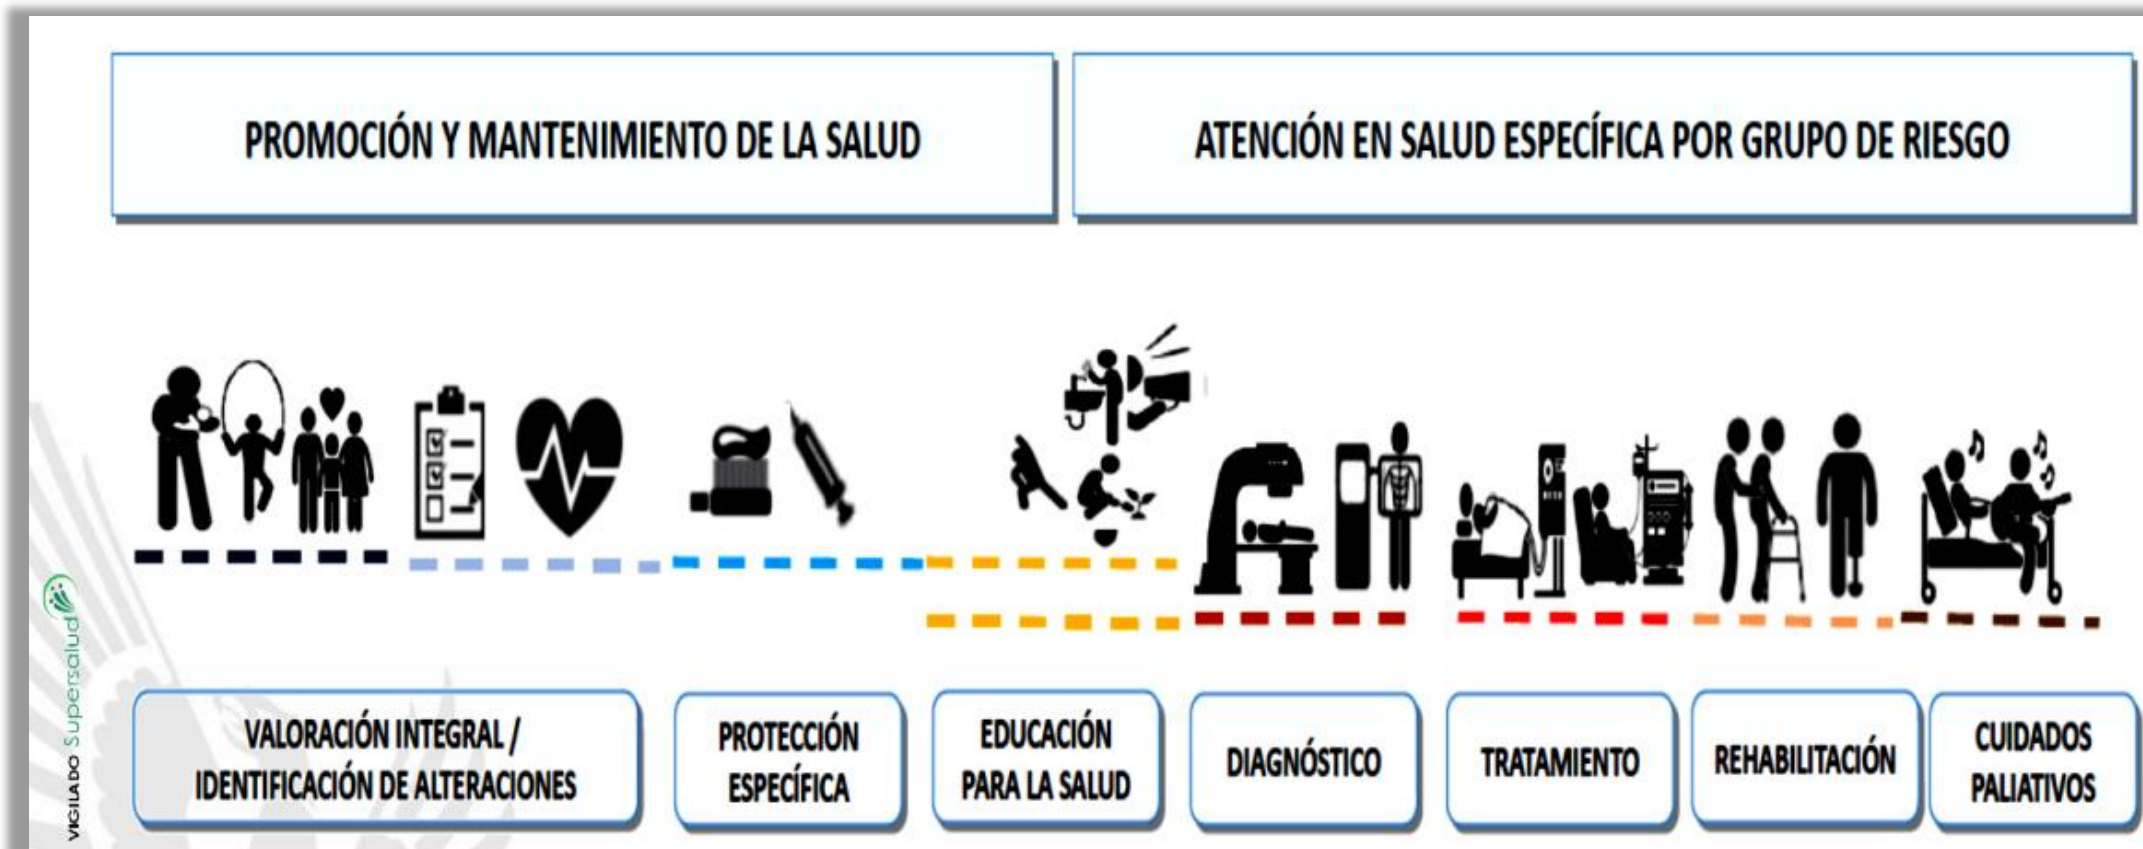 PROMOCIÓN Y MANTENIMIENTO DE LA SALUD
ATENCIÓN EN SALUD ESPECÍFICA POR GRUPO DE RIESGO
VALORACIÓN INTEGRAL /
IDENTIFICACIÓN DE ALTERACIONES
PROTECCIÓN
ESPECÍFICA
EDUCACIÓN
PARA LA SALUD
DIAGNÓSTICO
TRATAMIENTO
REHABILITACIÓN
CUIDADOS
PALIATIVOS
VIGILADO Supersalud